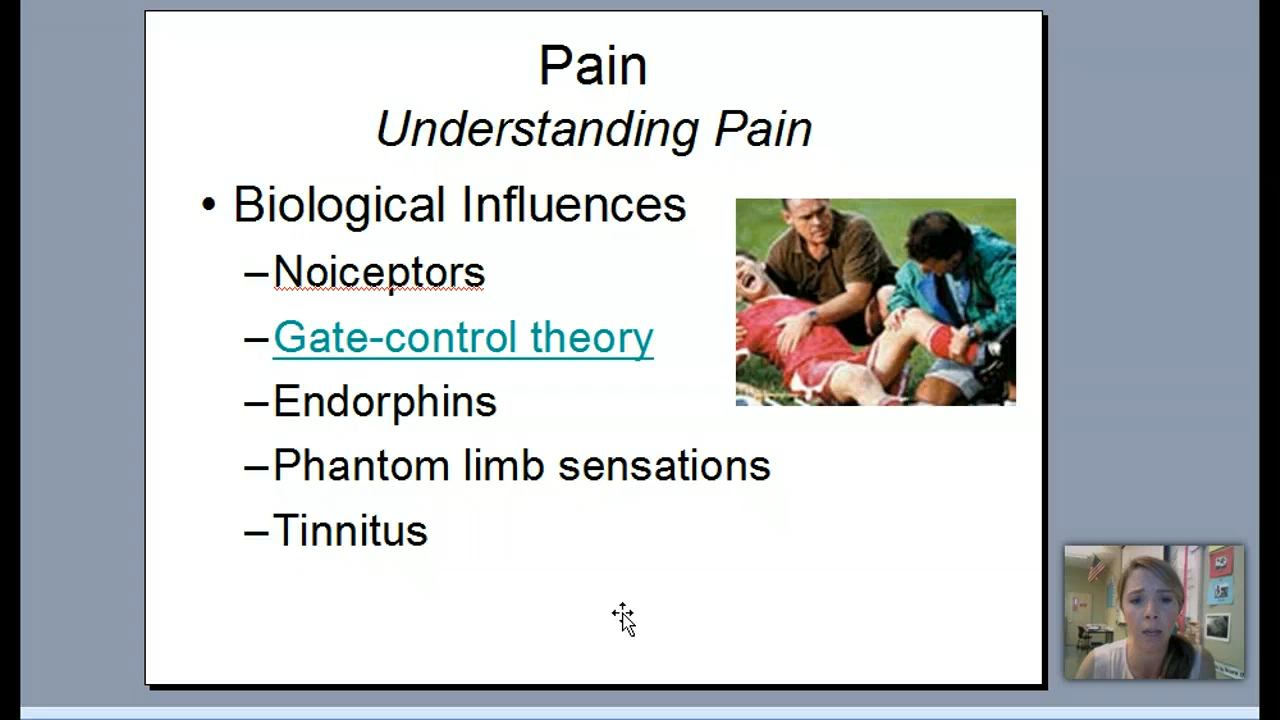 Pain
Understanding Pain
• Biological Influences
–Noiceptors
–Gate-control theory
–Endorphins
–Phantom limb sensations
–Tinnitus